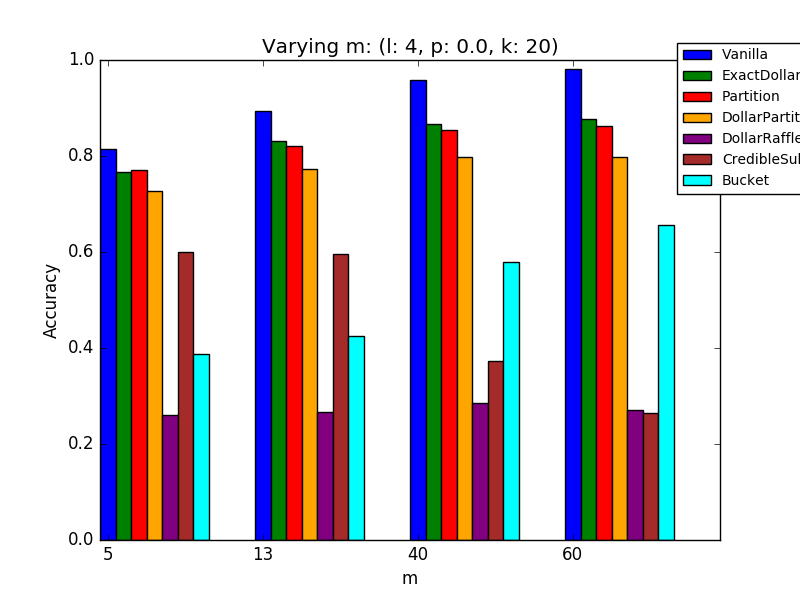 Varying m: (l: 4, p: 0.0, k: 20)
Vanilla
ExactDollar
Partition
DollarPartit
DollarRaffle
CredibleSu
Bucket
1.0
0.8
0.6
0.4
0.2
0.0
Accuracy
5 13 40 60
m